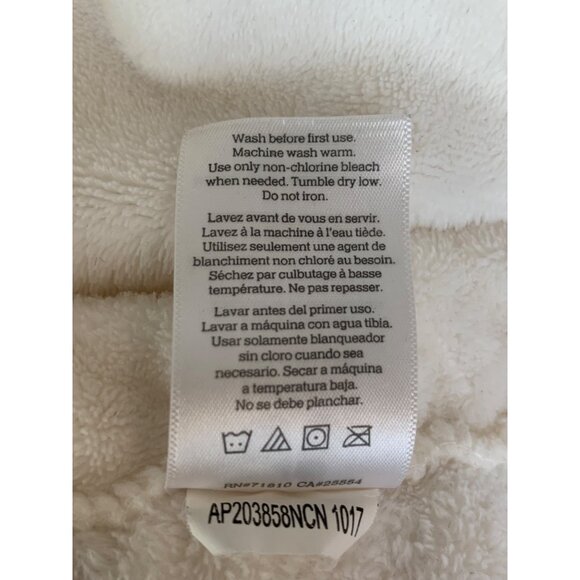 Wash before first use.
Machine wash warm.
Use only non-chlorine bleach
when needed. Tumble dry low.
Do not iron.
Lavez avant de vous en servir.
Lavez à la machine à l'eau tiède.
Utilisez seulement une agent de
blanchiment non chloré au besoin.
Séchez par culbutage à basse
température. Ne pas repasser.
Lavar antes del primer uso.
Lavar a máquina con agua tibia.
Usar solamente blanqueador
sin cloro cuando sea
necesario. Secar a máquina
a temperatura baja.
No se debe planchar.
RN#71810 CA#25554
AP203858NCN 1017